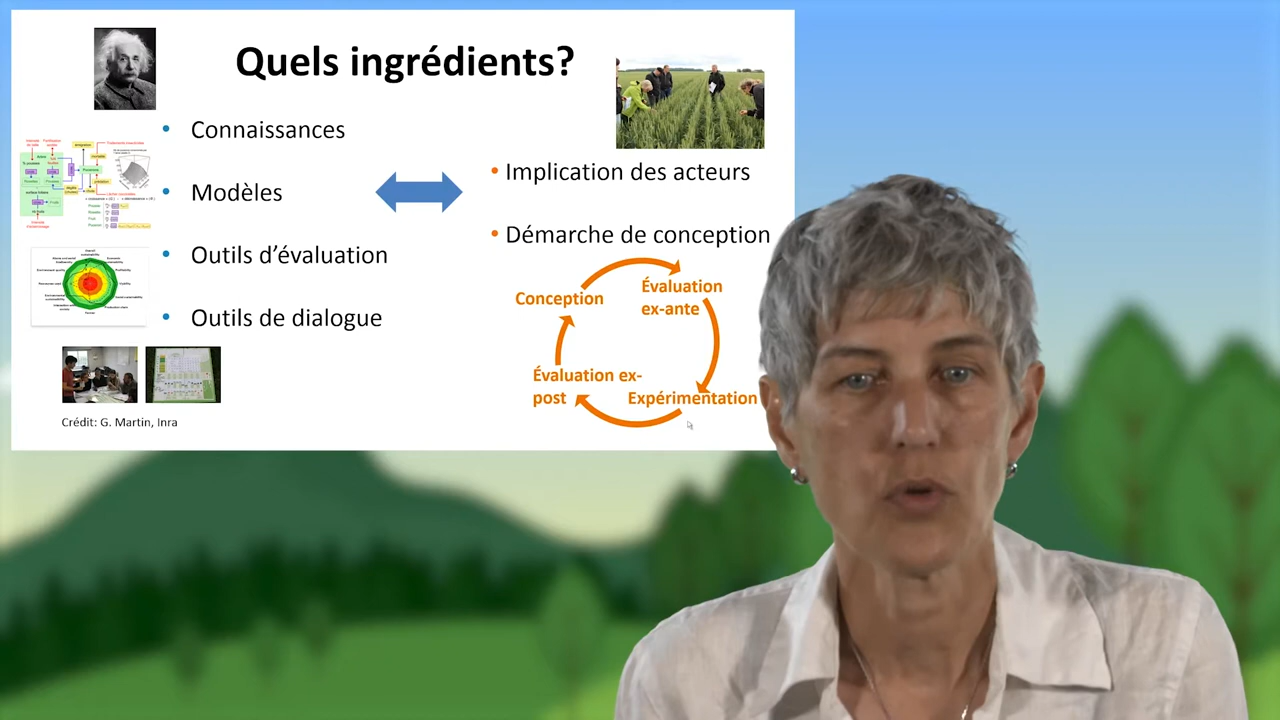 Quels ingrédients?
• Connaissances
• Modèles
• Outils d’évaluation
• Outils de dialogue
Crédit: G. Martin, Inra
• Implication des acteurs
• Démarche de conception
Conception
Évaluation
ex-ante
Expérimentation
Évaluation ex-
post